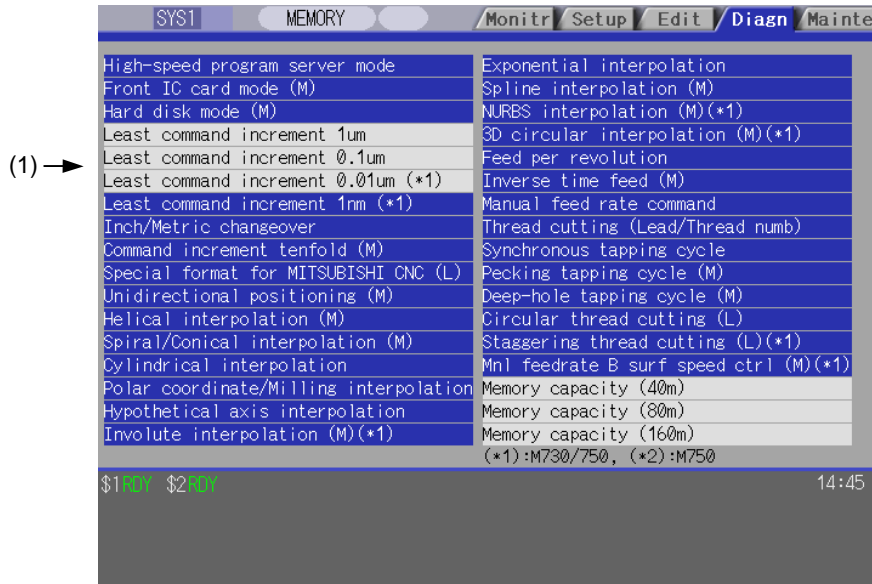 SYS1 MEMORY Monitr Setup Edit Diagn Mainte
High-speed program server mode
Front IC card mode (M)
Hard disk mode (M)
Least command increment 1um
Least command increment 0.1um
Least command increment 0.01um (*1)
Least command increment 1nm (*1)
Inch/Metric changeover
Command increment tenfold (M)
Special format for MITSUBISHI CNC (L)
Unidirectional positioning (M)
Helical interpolation (M)
Spiral/Conical interpolation (M)
Cylindrical interpolation
Polar coordinate/Milling interpolation
Hypothetical axis interpolation
Involute interpolation (M)(*1)
(1)
Exponential interpolation
Spline interpolation (M)
NURBS interpolation (M)(*1)
3D circular interpolation (M)(*1)
Feed per revolution
Inverse time feed (M)
Manual feed rate command
Thread cutting (Lead/Thread numb)
Synchronous tapping cycle
Pecking tapping cycle (M)
Deep-hole tapping cycle (M)
Circular thread cutting (L)
Staggering thread cutting (L)(*1)
Mnl feedrate B surf speed ctrl (M)(*1)
Memory capacity (40m)
Memory capacity (80m)
Memory capacity (160m)
(*1):M730/750, (*2):M750
$1RDY $2RDY 14:45